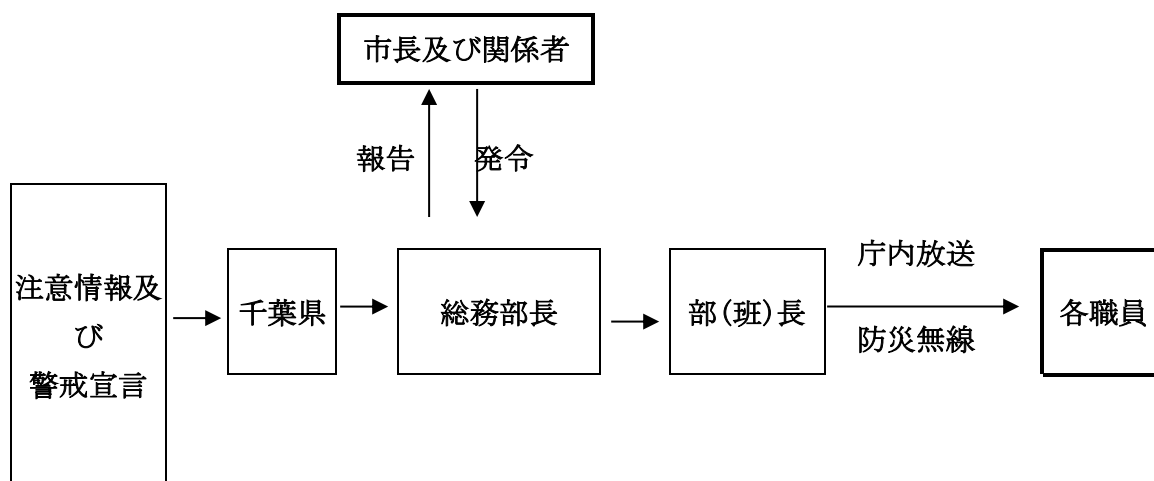 市長及び関係者
報告
発令
注意情報及
び
警戒宣言
千葉県
総務部長
部(班)長
庁内放送
防災無線
各職員